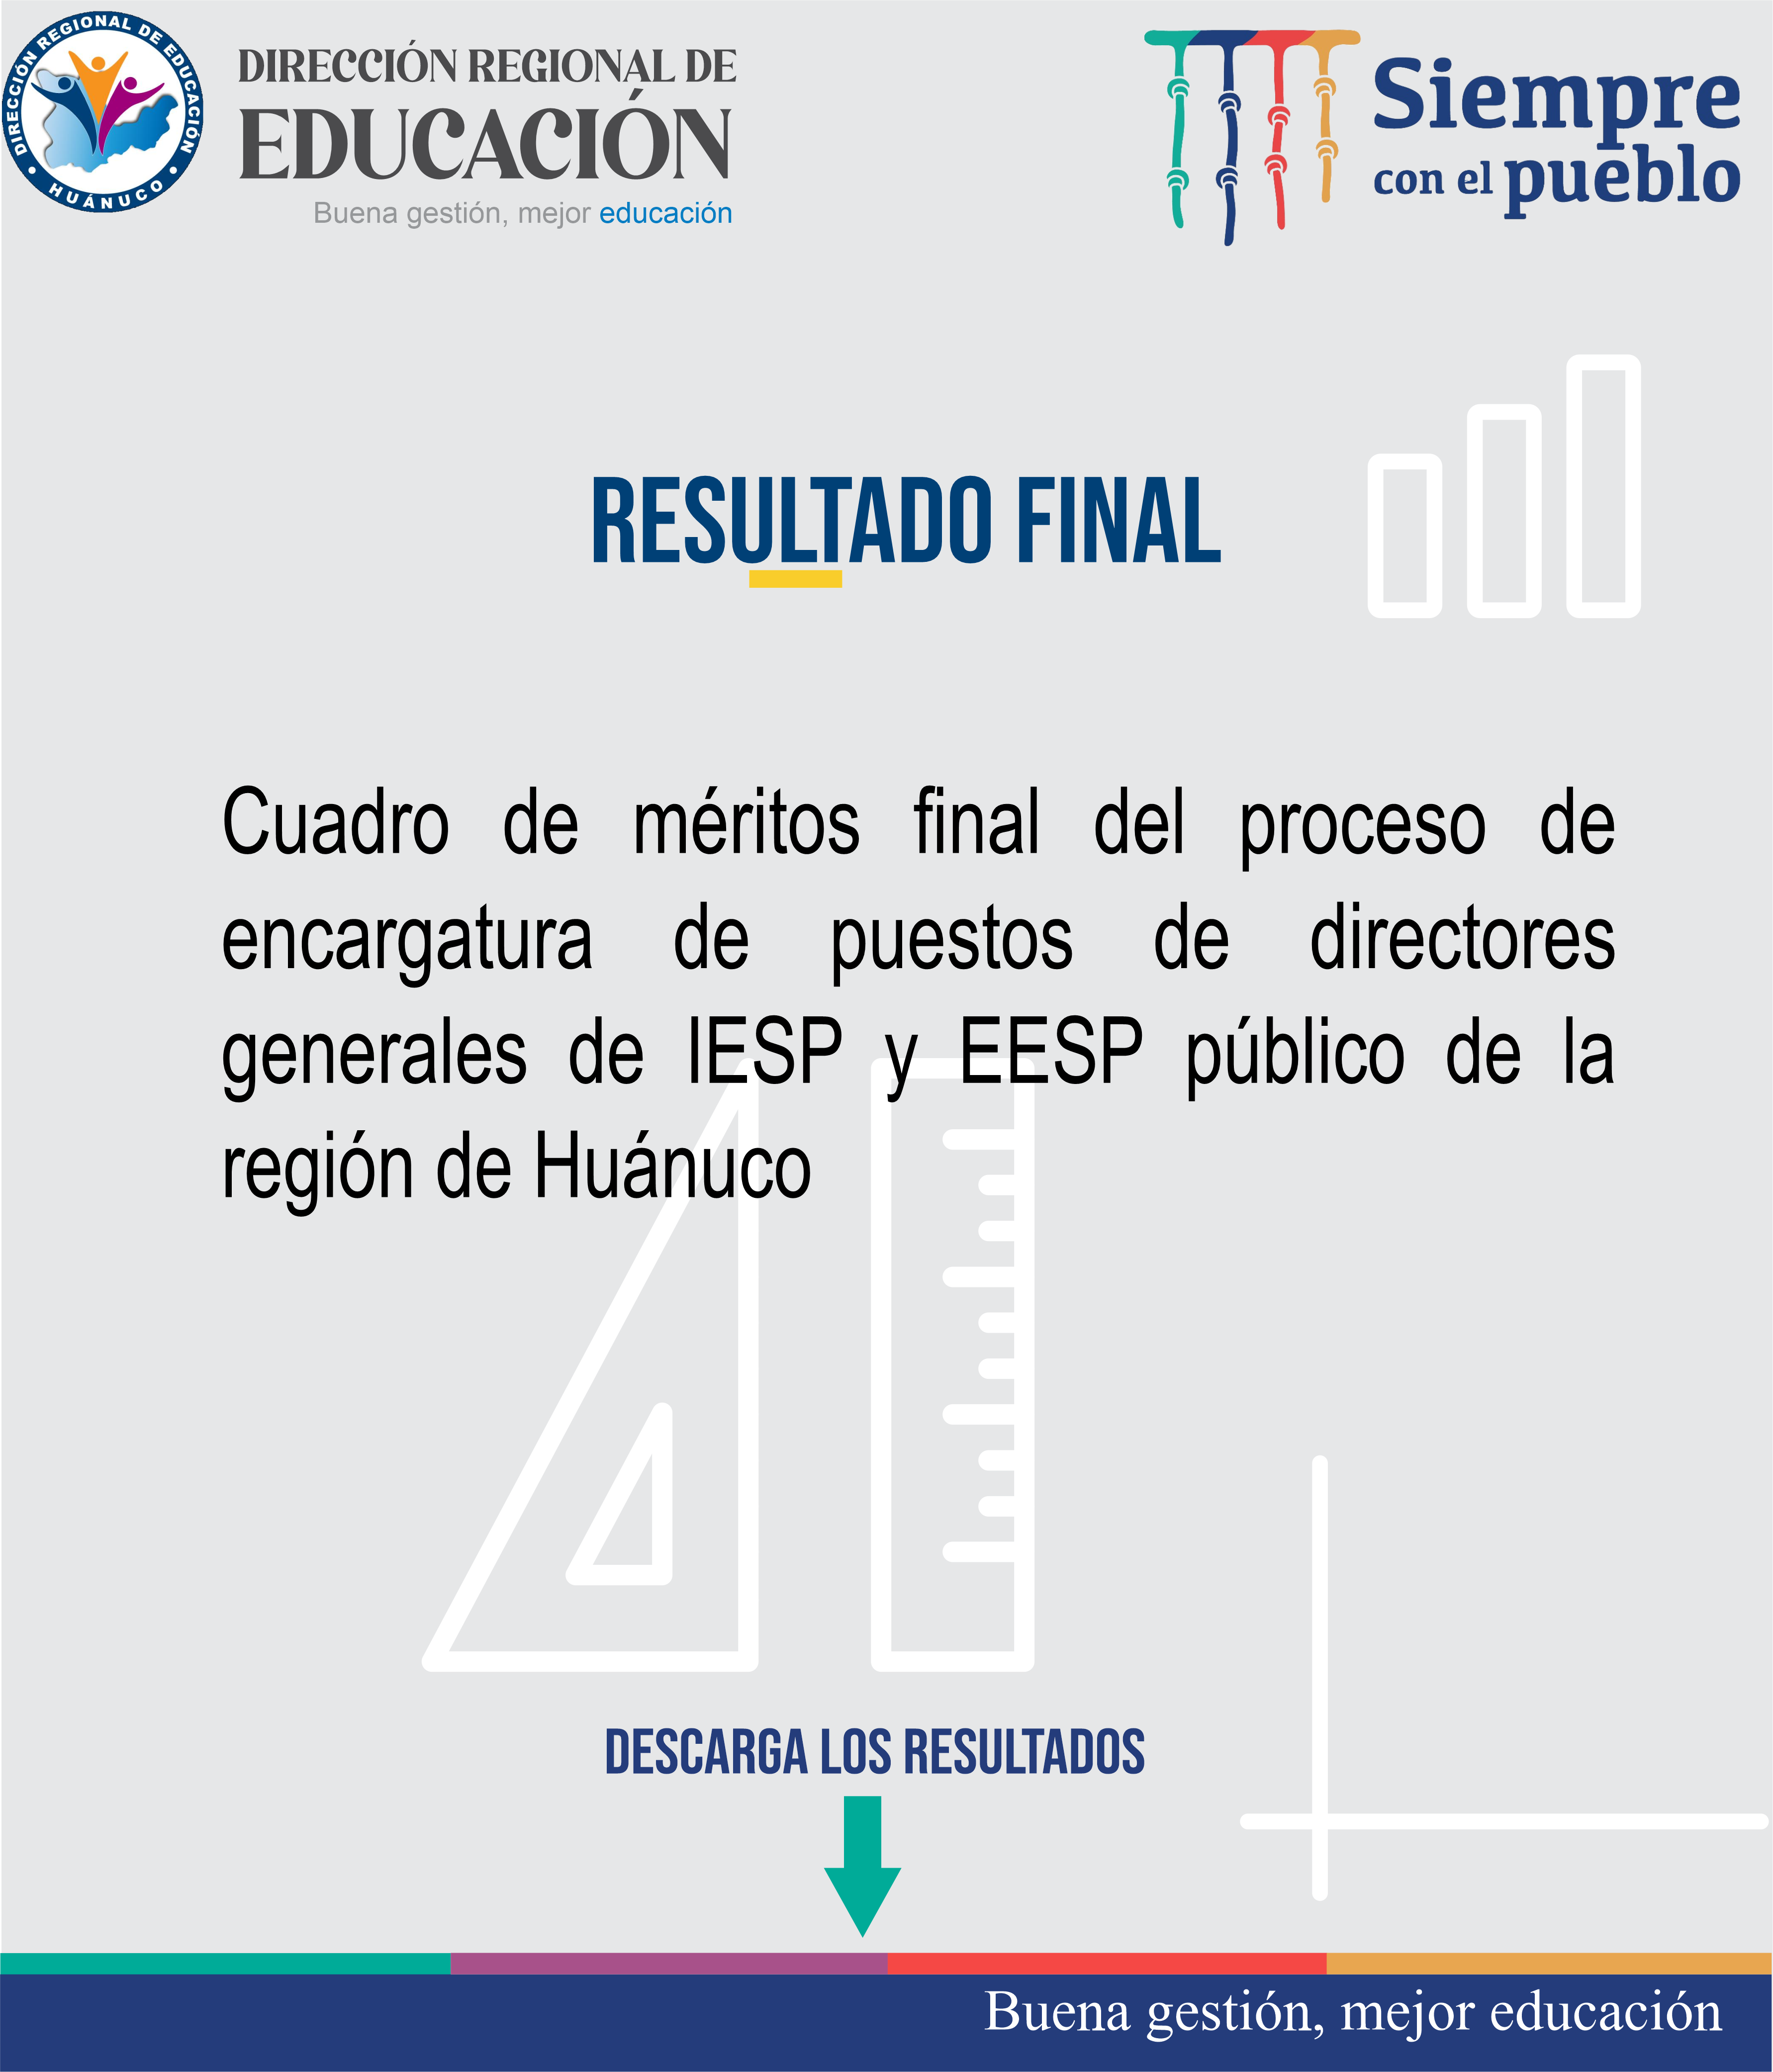 DIRECCIÓN REGIONAL DE EDUCACIÓN
HUÁNUCO
DIRECCIÓN REGIONAL DE
EDUCACIÓN
Buena gestión, mejor educación
Siempre
con el pueblo
RESULTADO FINAL
Cuadro de méritos final del proceso de
encargatura de puestos de directores
generales de IESP y EESP público de la
región de Huánuco
DESCARGA LOS RESULTADOS
Buena gestión, mejor educación